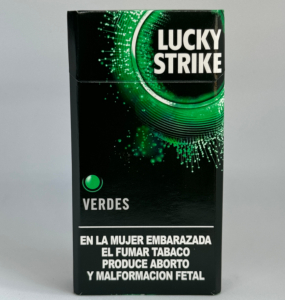 LUCKY
STRIKE
VERDES
EN LA MUJER EMBARAZADA
EL FUMAR TABACO
PRODUCE ABORTO
Y MALFORMACION FETAL